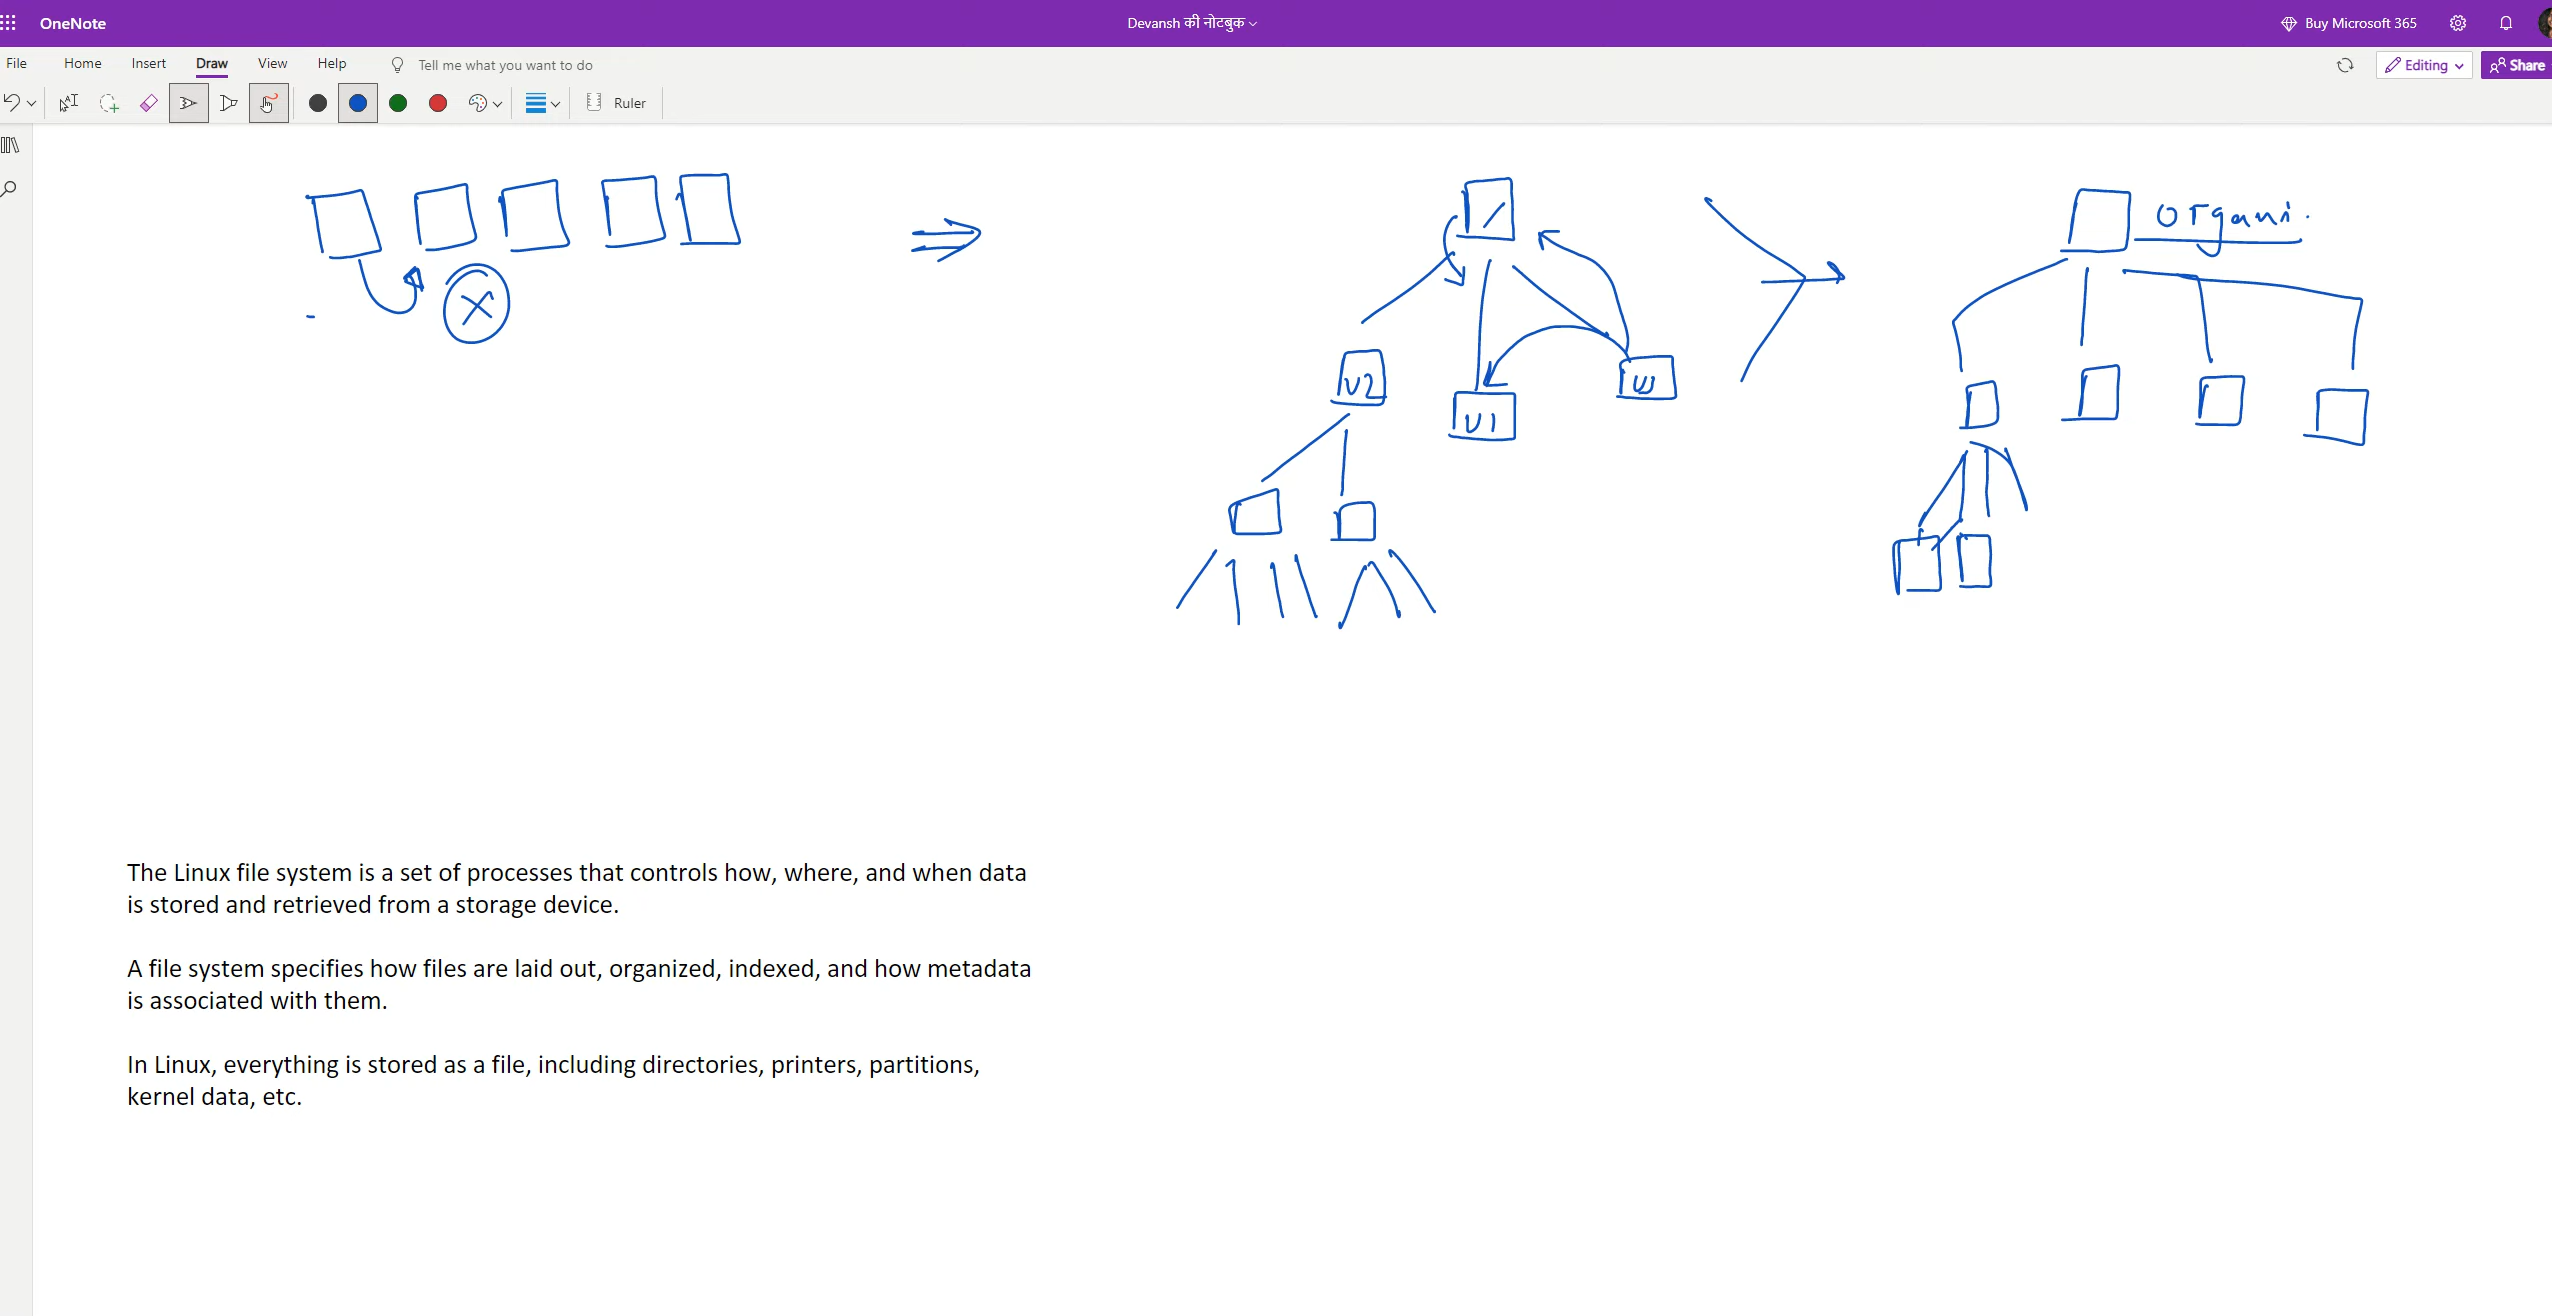 OneNote
Devansh की नोटबुक
Buy Microsoft 365
File Home Insert Draw View Help Tell me what you want to do
Editing Share
Ruler
/
organi.
U2
U1
The Linux file system is a set of processes that controls how, where, and when data
is stored and retrieved from a storage device.
A file system specifies how files are laid out, organized, indexed, and how metadata
is associated with them.
In Linux, everything is stored as a file, including directories, printers, partitions,
kernel data, etc.